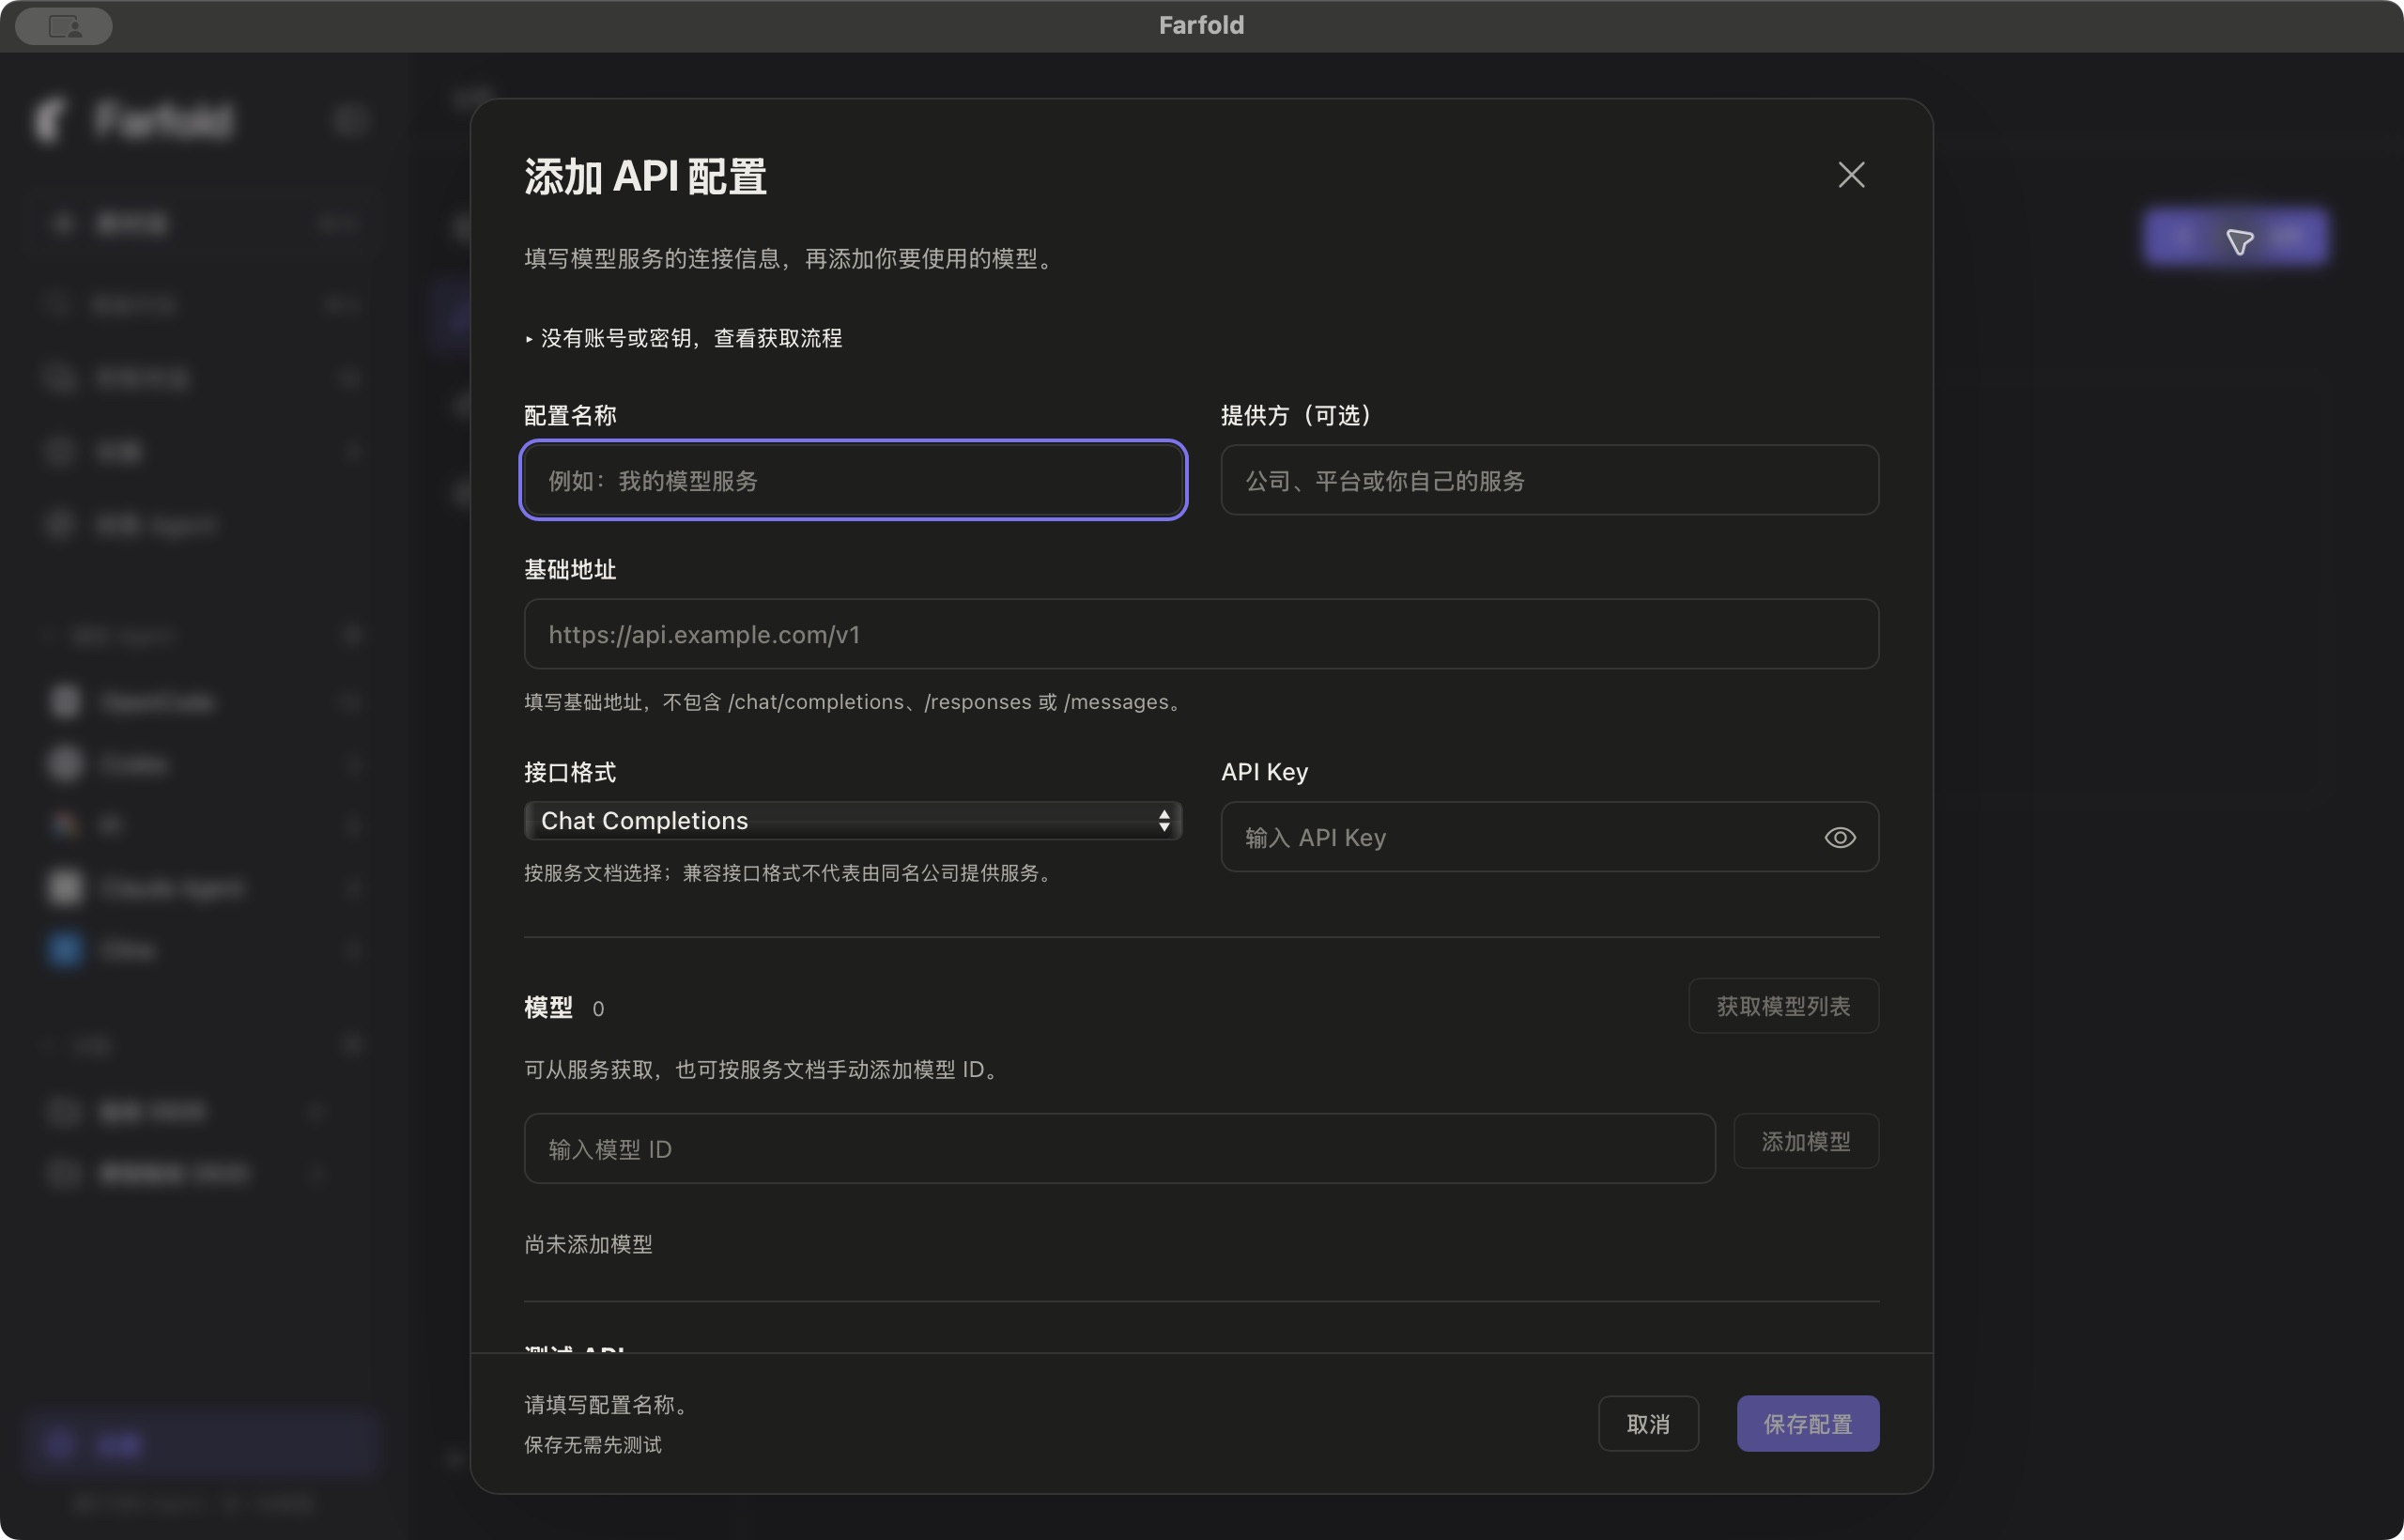 Farfold
Farfold
添加 API 配置
填写模型服务的连接信息，再添加你要使用的模型。
▸ 没有账号或密钥，查看获取流程
配置名称
提供方（可选）
例如：我的模型服务
公司、平台或你自己的服务
基础地址
https://api.example.com/v1
填写基础地址，不包含 /chat/completions、/responses 或 /messages。
接口格式
API Key
Chat Completions
输入 API Key
按服务文档选择；兼容接口格式不代表由同名公司提供服务。
模型 0
获取模型列表
可从服务获取，也可按服务文档手动添加模型 ID。
输入模型 ID
添加模型
尚未添加模型
测试 API
请填写配置名称。
保存无需先测试
取消
保存配置
OpenCode
Claude Agent